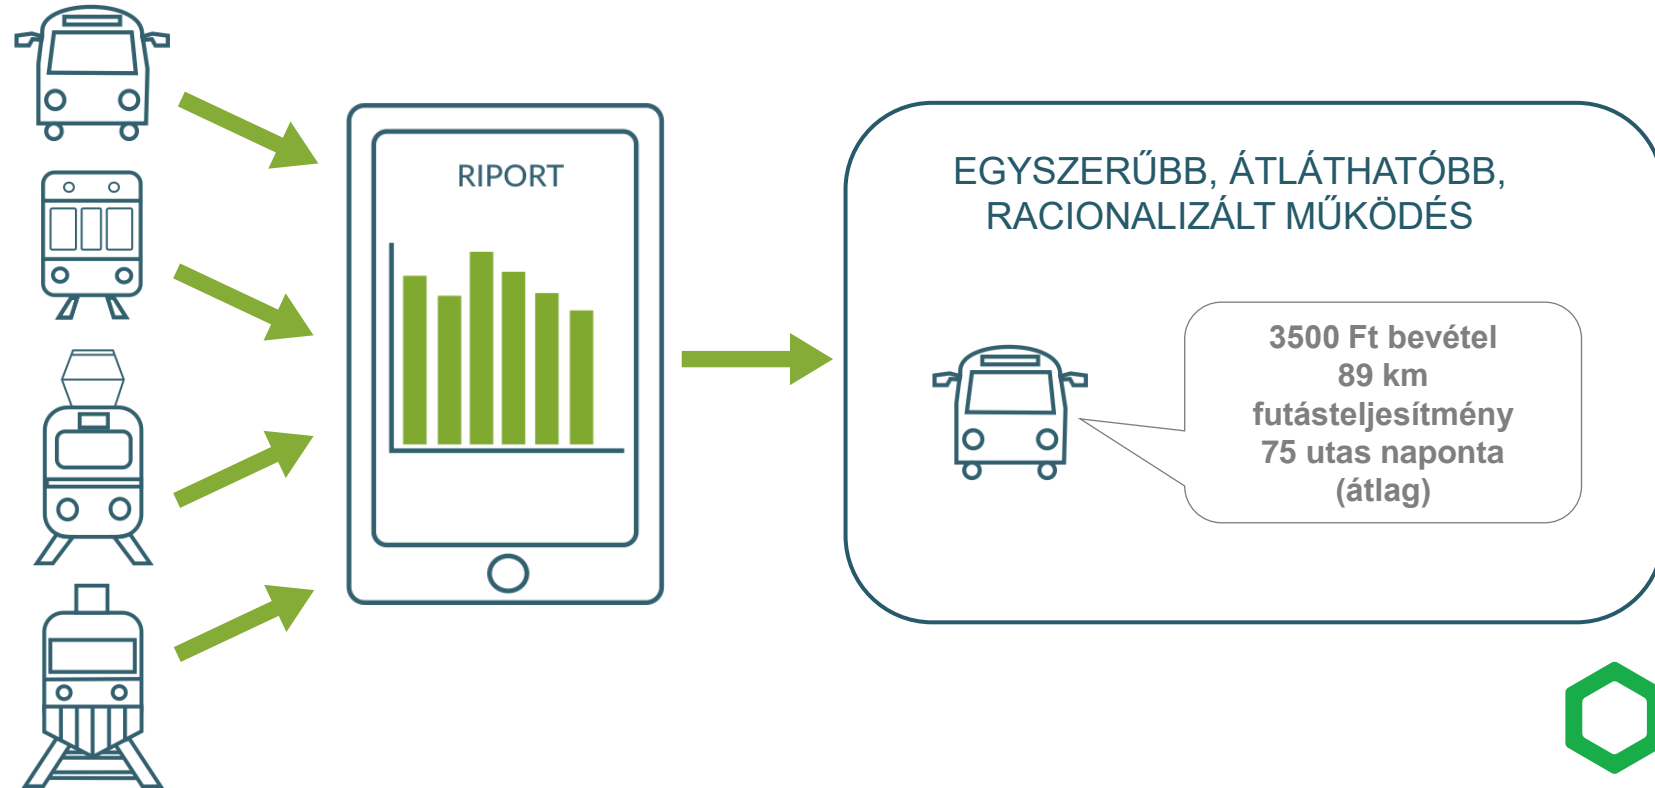 RIPORT
EGYSZERŰBB, ÁTLÁTHATÓBB,
RACIONALIZÁLT MŰKÖDÉS
3500 Ft bevétel
89 km
futásteljesítmény
75 utas naponta
(átlag)